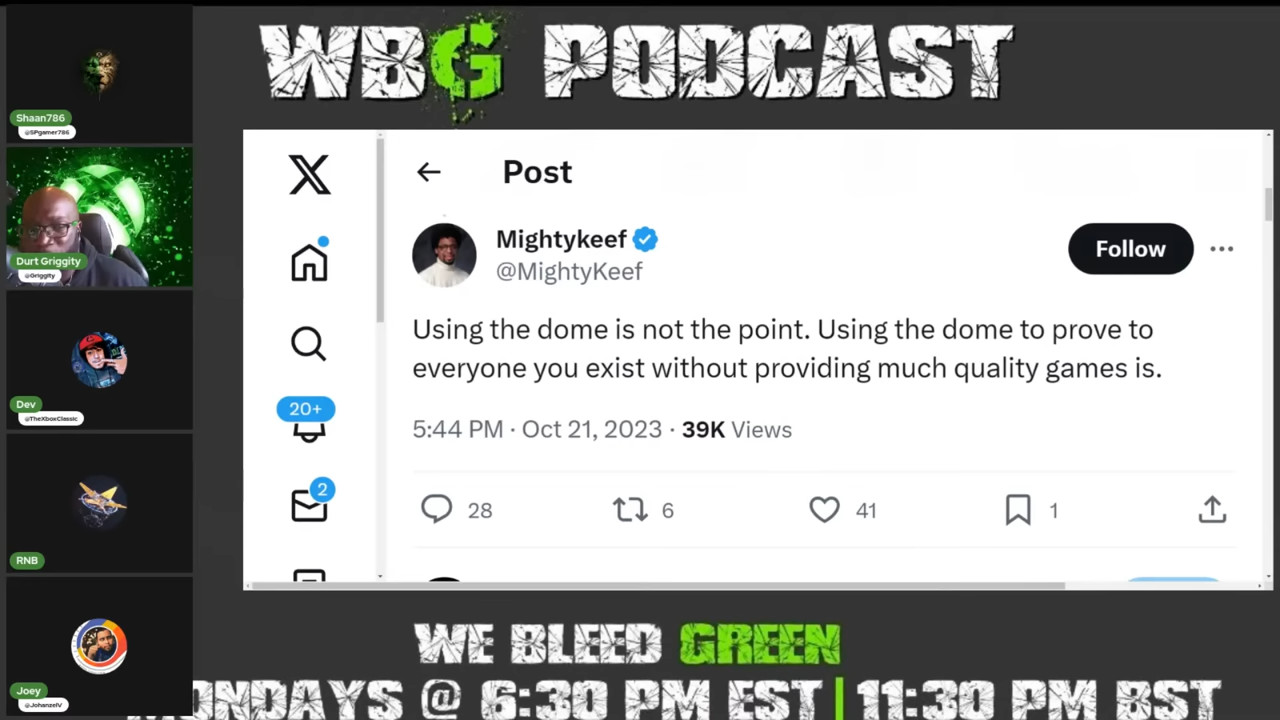 WBG PODCAST
Shaan786
@SPgamer786
Durt Griggity
@Griggity
Dev
@TheXboxClassic
RNB
Joey
@JohanzelV
X
20+
2
Post
Mightykeef
@MightyKeef
Follow
Using the dome is not the point. Using the dome to prove to
everyone you exist without providing much quality games is.
5:44 PM · Oct 21, 2023 · 39K Views
28
6
41
1
WE BLEED GREEN
MONDAYS @ 6:30 PM EST | 11:30 PM BST